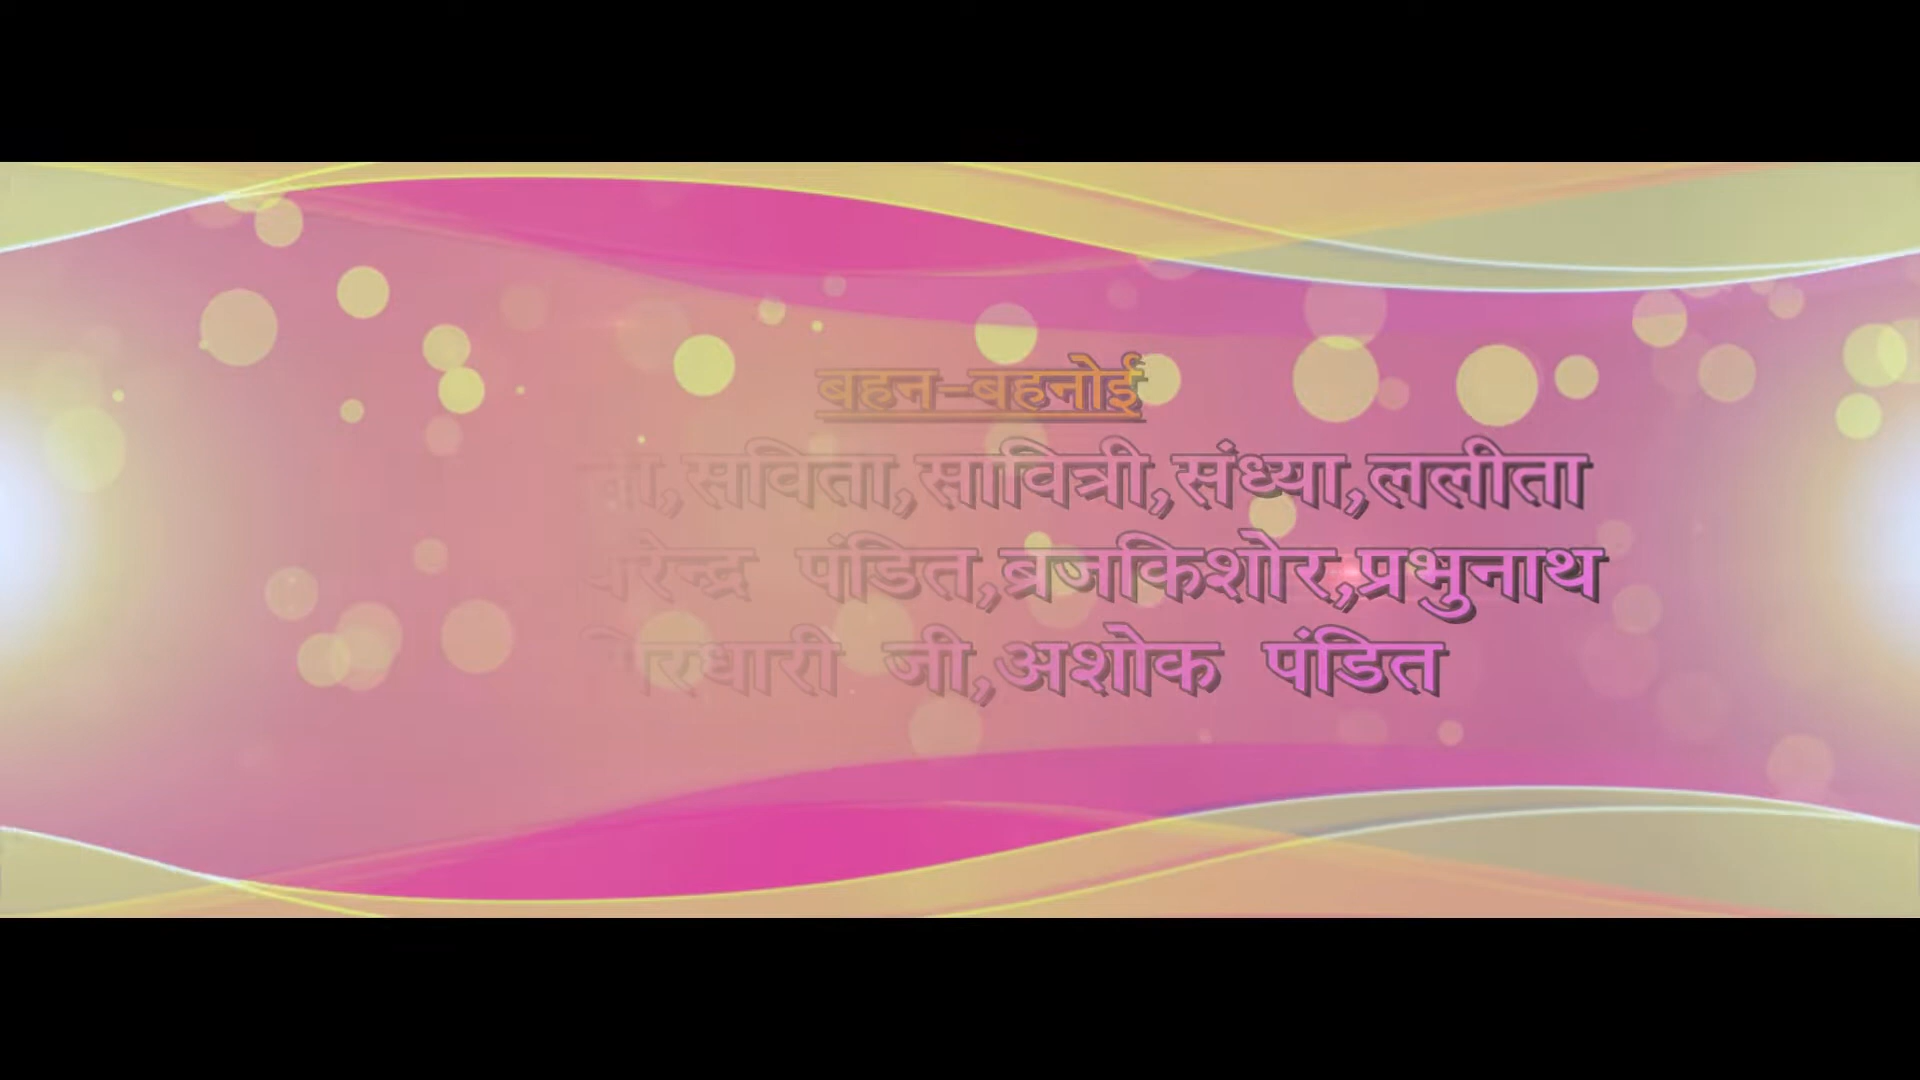 बहन-बहनोई
सविता,सावित्री,संध्या,ललीता
पंडित,ब्रजकिशोर,प्रभुनाथ
जी,अशोक पंडित